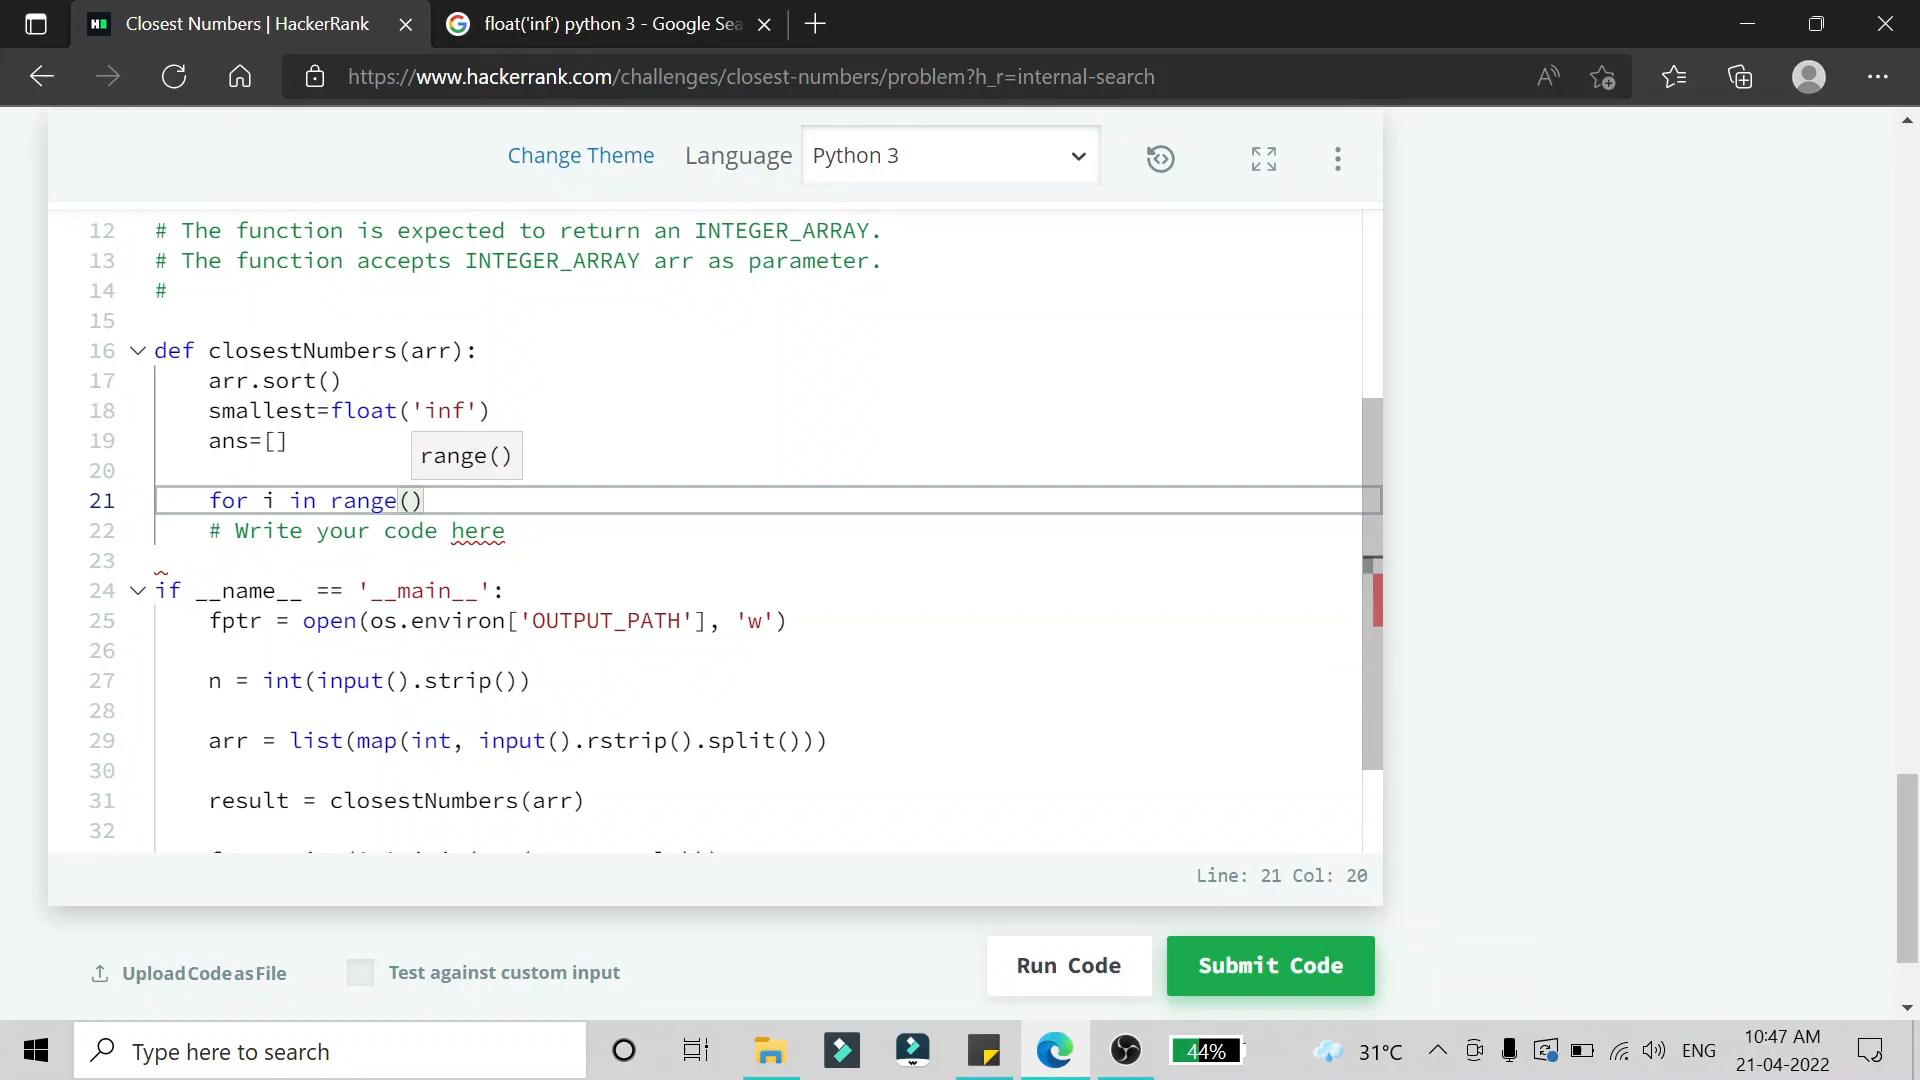 Closest Numbers | HackerRank
float('inf') python 3 - Google Sea
https://www.hackerrank.com/challenges/closest-numbers/problem?h_r=internal-search
Change Theme Language Python 3
12 # The function is expected to return an INTEGER_ARRAY.
13 # The function accepts INTEGER_ARRAY arr as parameter.
14 #
15
16 def closestNumbers(arr):
17 arr.sort()
18 smallest=float('inf')
19 ans=[]
range()
20
21 for i in range()
22 # Write your code here
23
24 if __name__ == '__main__':
25 fptr = open(os.environ['OUTPUT_PATH'], 'w')
26
27 n = int(input().strip())
28
29 arr = list(map(int, input().rstrip().split()))
30
31 result = closestNumbers(arr)
32
Line: 21 Col: 20
Upload Code as File Test against custom input Run Code Submit Code
Type here to search 44% 31°C ENG 10:47 AM
21-04-2022